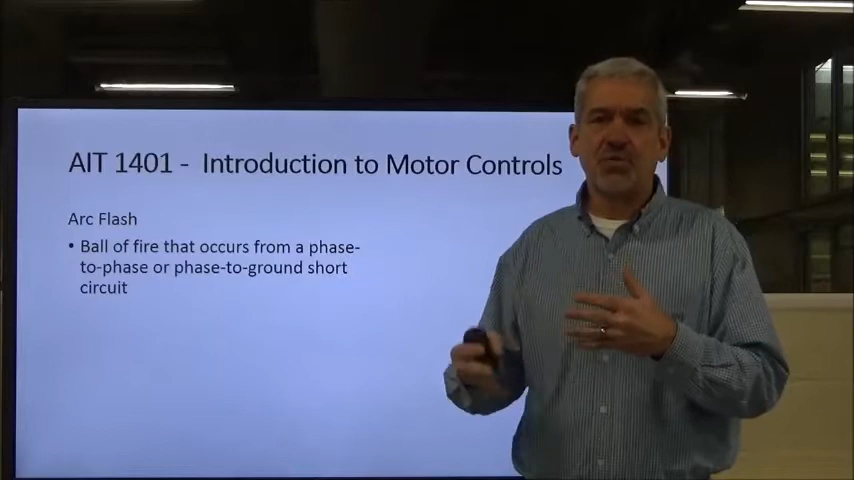 AIT 1401 -  Introduction to Motor Controls
Arc Flash
• Ball of fire that occurs from a phase-
to-phase or phase-to-ground short
circuit